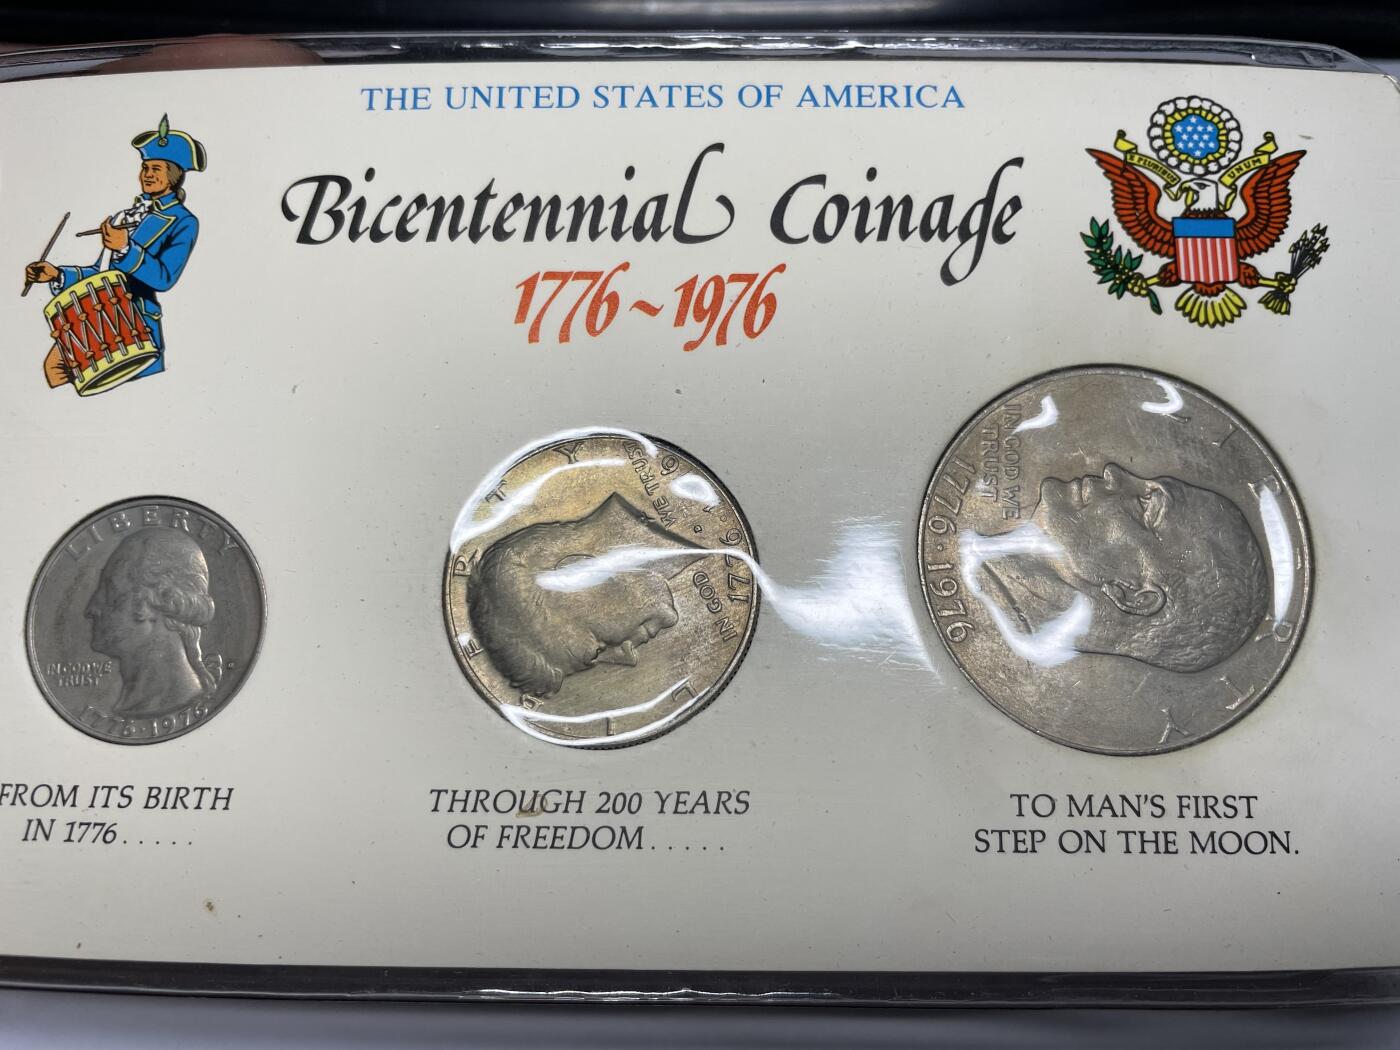 THE UNITED STATES OF AMERICA
E PLURIBUS UNUM
Bicentennial Coinage
1776~1976
LIBERTY
IN GOD WE
TRUST
1776·1976
LIBERTY
IN GOD WE TRUST
1776·1976
LIBERTY
IN GOD WE
TRUST
1776·1976
FROM ITS BIRTH
IN 1776.....
THROUGH 200 YEARS
OF FREEDOM.....
TO MAN'S FIRST
STEP ON THE MOON.